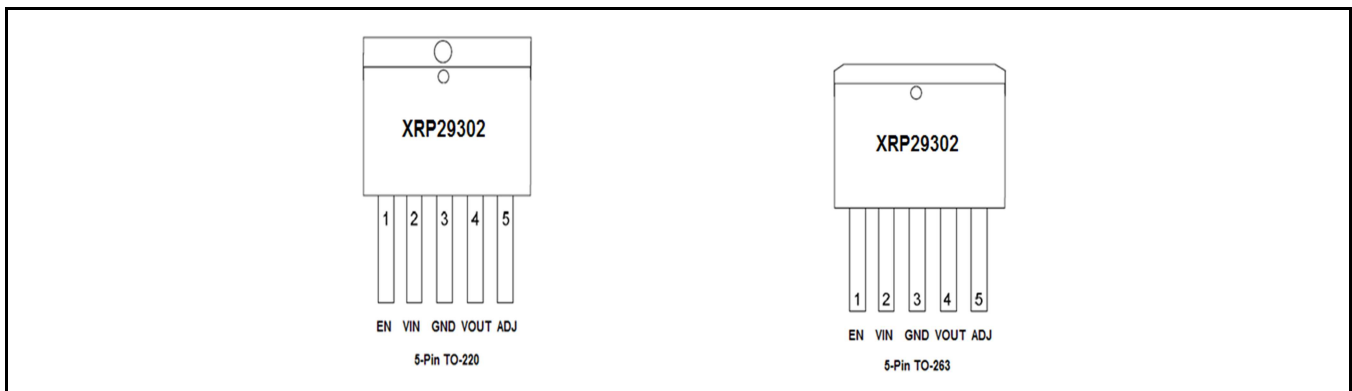 XRP29302
1 2 3 4 5
EN VIN GND VOUT ADJ
5-Pin TO-220
XRP29302
1 2 3 4 5
EN VIN GND VOUT ADJ
5-Pin TO-263